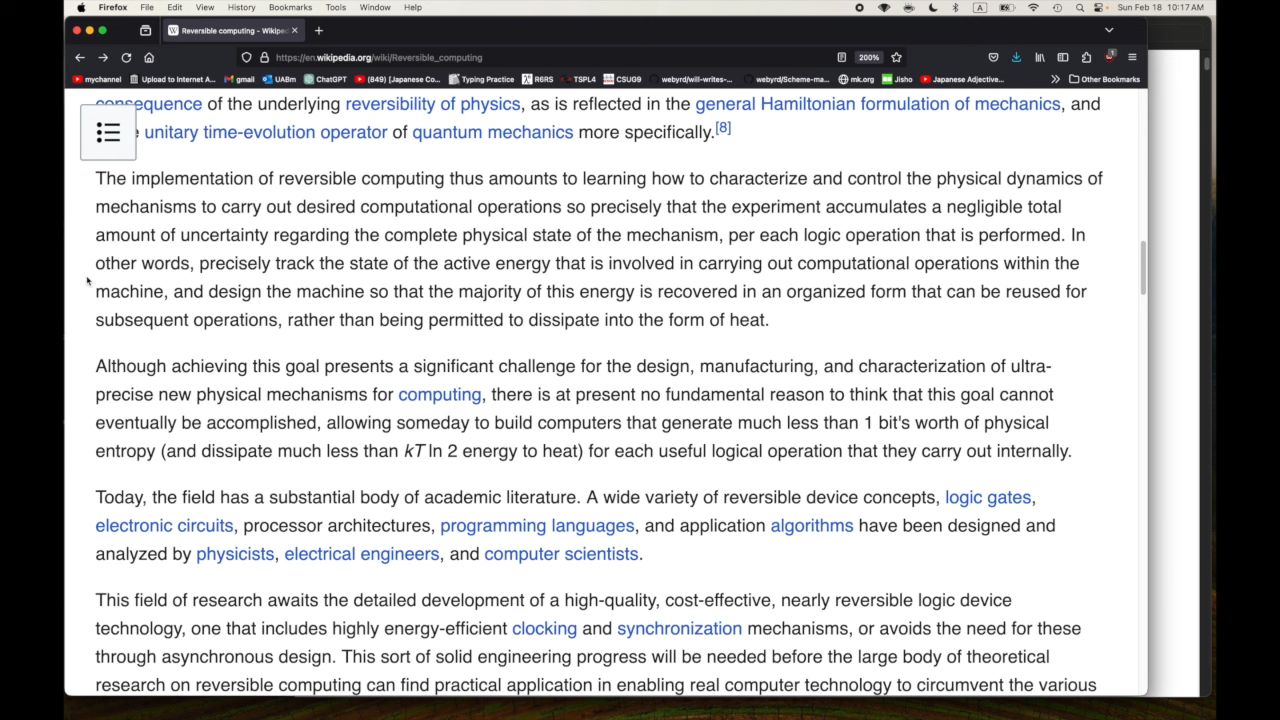 Firefox File Edit View History Bookmarks Tools Window Help A Sun Feb 18 10:17 AM
Reversible computing - Wikipe
https://en.wikipedia.org/wiki/Reversible_computing 200%
mychannel Upload to Internet A... gmail UABm ChatGPT (849) [Japanese Co... Typing Practice R6RS TSPL4 CSUG9 webyrd/will-writes-... webyrd/Scheme-ma... mk.org Jisho Japanese Adjective... Other Bookmarks
consequence of the underlying reversibility of physics, as is reflected in the general Hamiltonian formulation of mechanics, and
unitary time-evolution operator of quantum mechanics more specifically.[8]
The implementation of reversible computing thus amounts to learning how to characterize and control the physical dynamics of
mechanisms to carry out desired computational operations so precisely that the experiment accumulates a negligible total
amount of uncertainty regarding the complete physical state of the mechanism, per each logic operation that is performed. In
other words, precisely track the state of the active energy that is involved in carrying out computational operations within the
machine, and design the machine so that the majority of this energy is recovered in an organized form that can be reused for
subsequent operations, rather than being permitted to dissipate into the form of heat.
Although achieving this goal presents a significant challenge for the design, manufacturing, and characterization of ultra-
precise new physical mechanisms for computing, there is at present no fundamental reason to think that this goal cannot
eventually be accomplished, allowing someday to build computers that generate much less than 1 bit's worth of physical
entropy (and dissipate much less than kT ln 2 energy to heat) for each useful logical operation that they carry out internally.
Today, the field has a substantial body of academic literature. A wide variety of reversible device concepts, logic gates,
electronic circuits, processor architectures, programming languages, and application algorithms have been designed and
analyzed by physicists, electrical engineers, and computer scientists.
This field of research awaits the detailed development of a high-quality, cost-effective, nearly reversible logic device
technology, one that includes highly energy-efficient clocking and synchronization mechanisms, or avoids the need for these
through asynchronous design. This sort of solid engineering progress will be needed before the large body of theoretical
research on reversible computing can find practical application in enabling real computer technology to circumvent the various